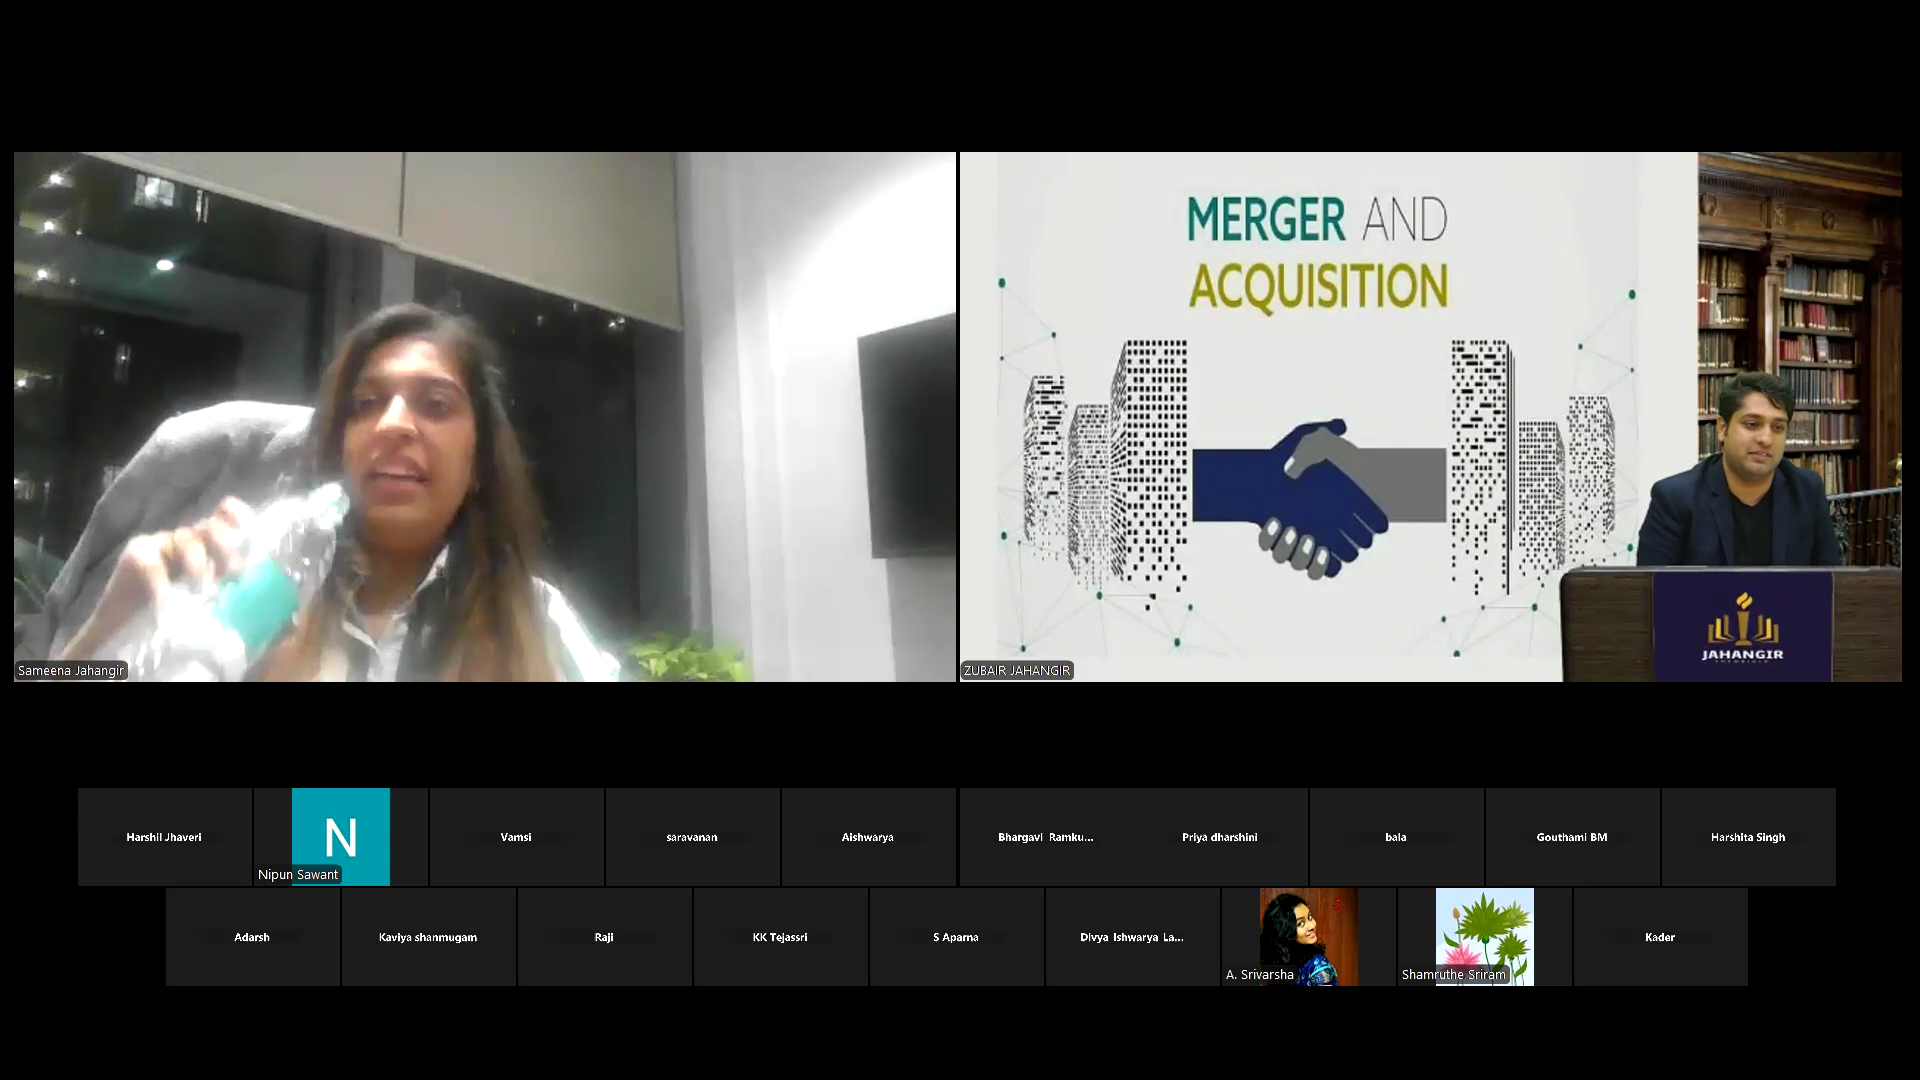 MERGER AND
ACQUISITION
JAHANGIR
TUTORIALS
Sameena Jahangir
ZUBAIR JAHANGIR
Harshil Jhaveri
N
Nipun Sawant
Vamsi
saravanan
Aishwarya
Bhargavi Ramku...
Priya dharshini
bala
Gouthami BM
Harshita Singh
Adarsh
Kaviya shanmugam
Raji
KK Tejassri
S Aparna
Divya Ishwarya La...
A. Srivarsha
Shamruthe Sriram
Kader